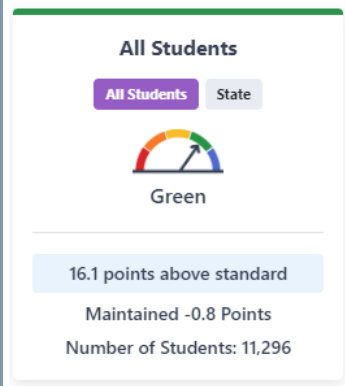 All Students
All Students State
Green
16.1 points above standard
Maintained -0.8 Points
Number of Students: 11,296